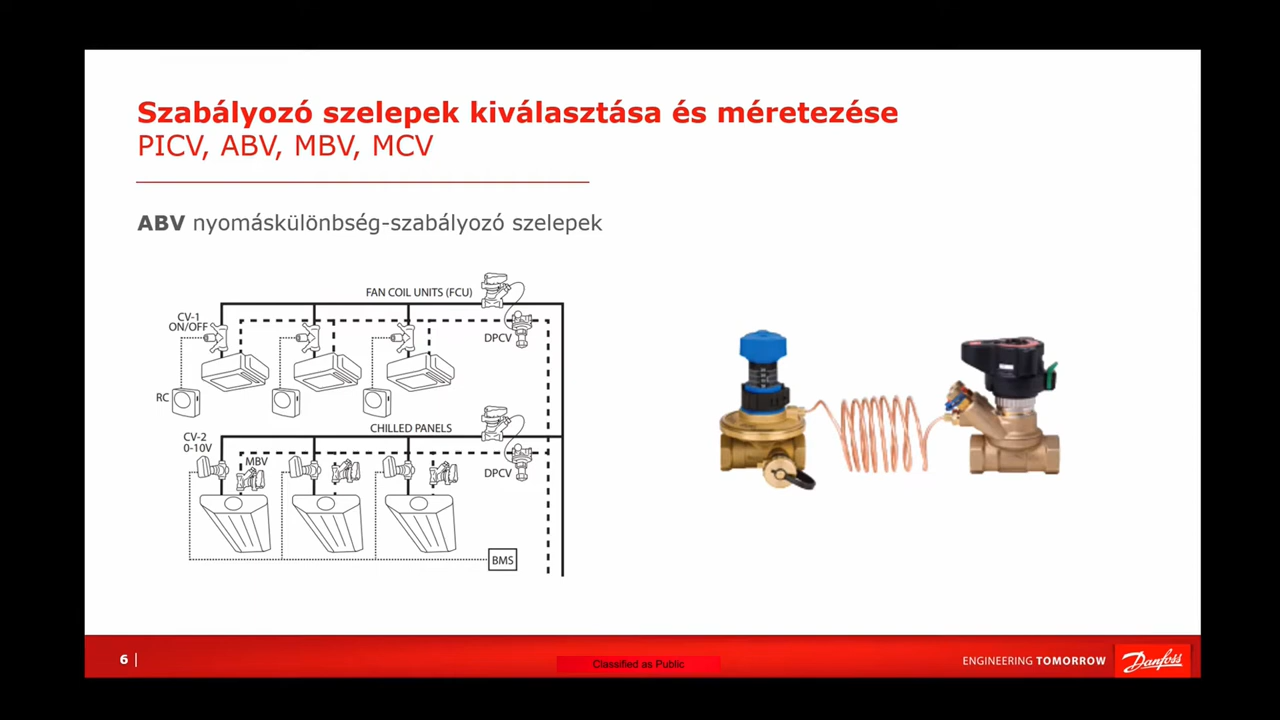 Szabályozó szelepek kiválasztása és méretezése
PICV, ABV, MBV, MCV
ABV nyomáskülönbség-szabályozó szelepek
FAN COIL UNITS (FCU)
CV-1
ON/OFF
DPCV
RC
CHILLED PANELS
CV-2
0-10V
MBV
DPCV
BMS
6 |
Classified as Public
ENGINEERING TOMORROW
Danfoss